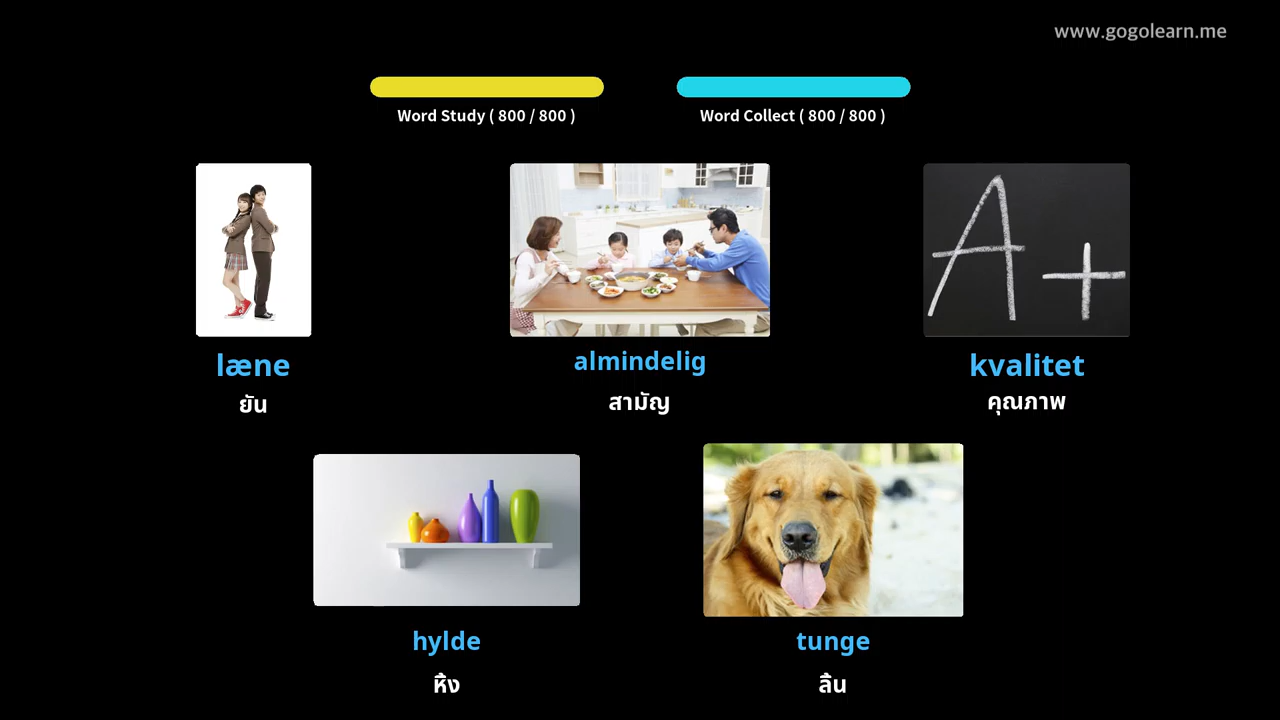 www.gogolearn.me
Word Study ( 800 / 800 )
Word Collect ( 800 / 800 )
læne
ยัน
almindelig
สามัญ
A+
kvalitet
คุณภาพ
hylde
หิ้ง
tunge
ลิ้น